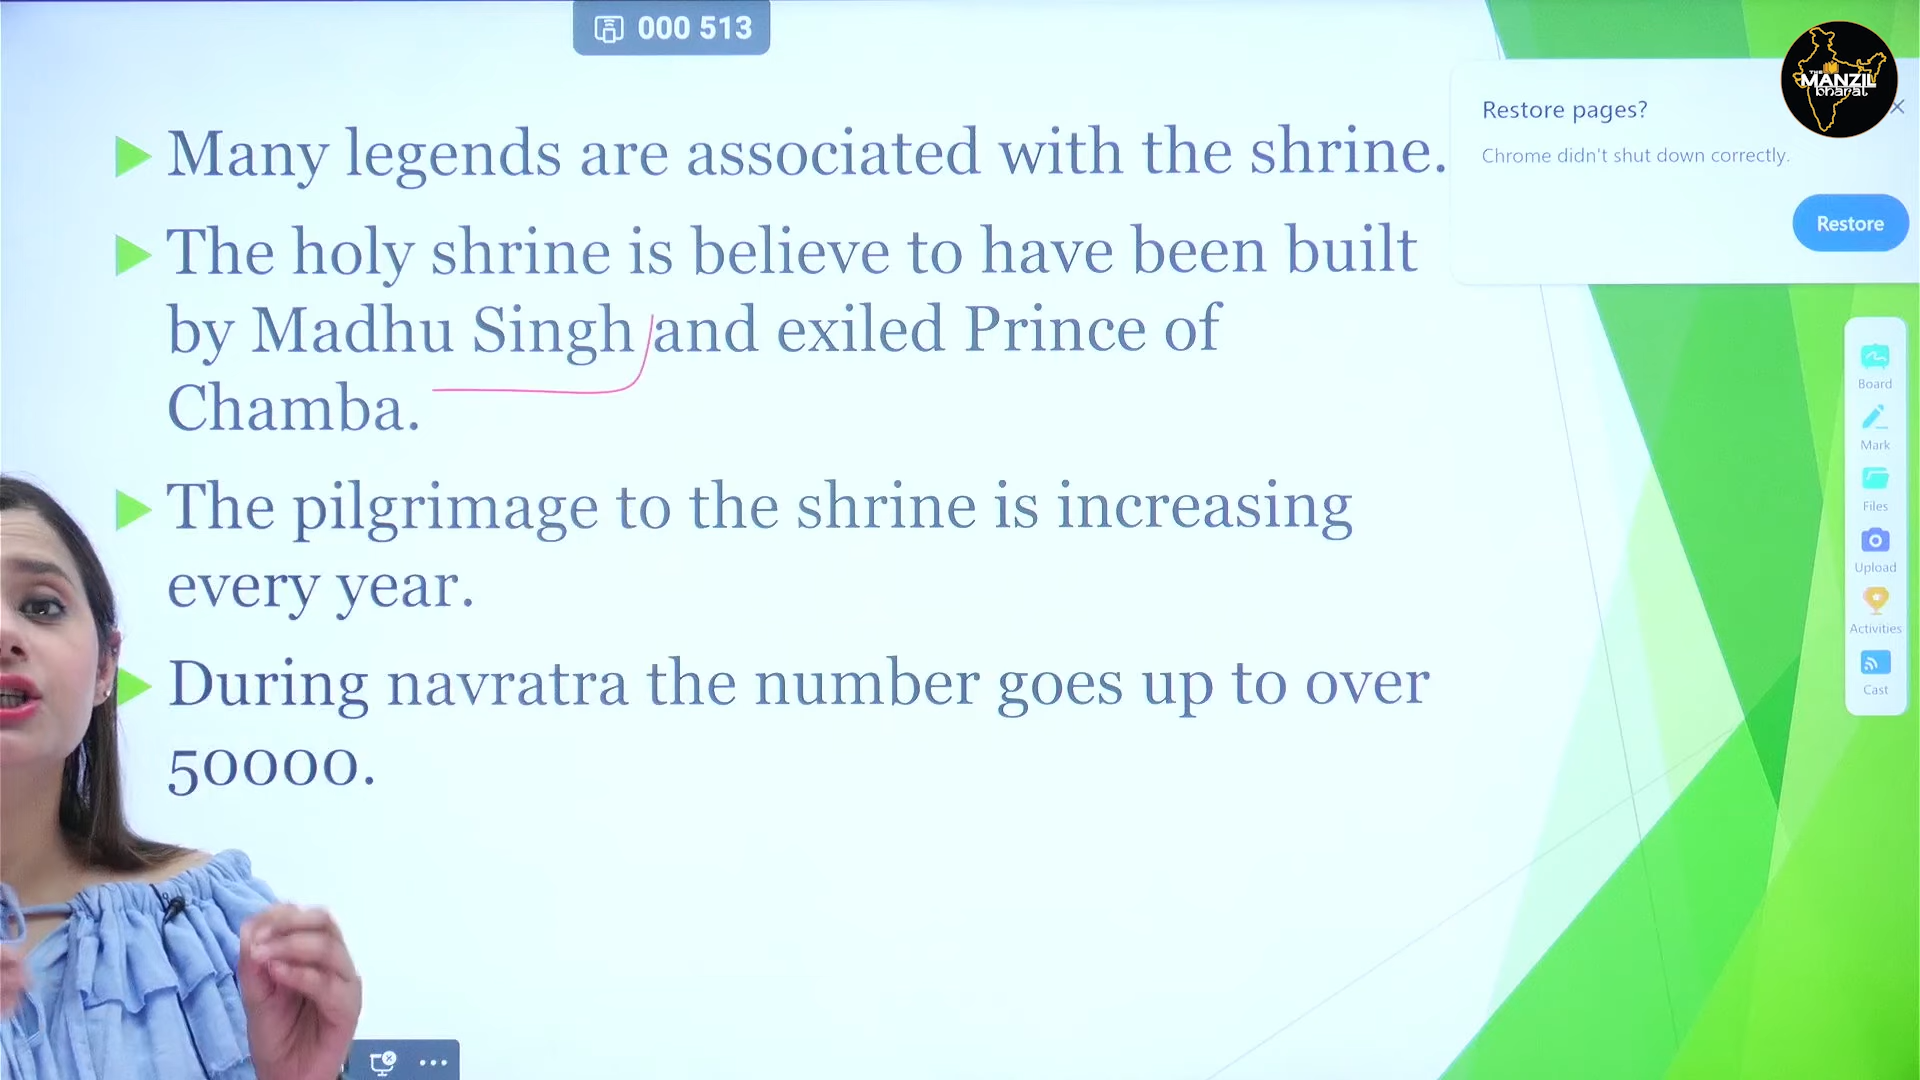 000 513
THE
MANZIL
bharat
Restore pages?
Chrome didn't shut down correctly.
Restore
Many legends are associated with the shrine.
The holy shrine is believe to have been built
by Madhu Singh and exiled Prince of
Chamba.
The pilgrimage to the shrine is increasing
every year.
During navratra the number goes up to over
50000.
Board
Mark
Files
Upload
Activities
Cast